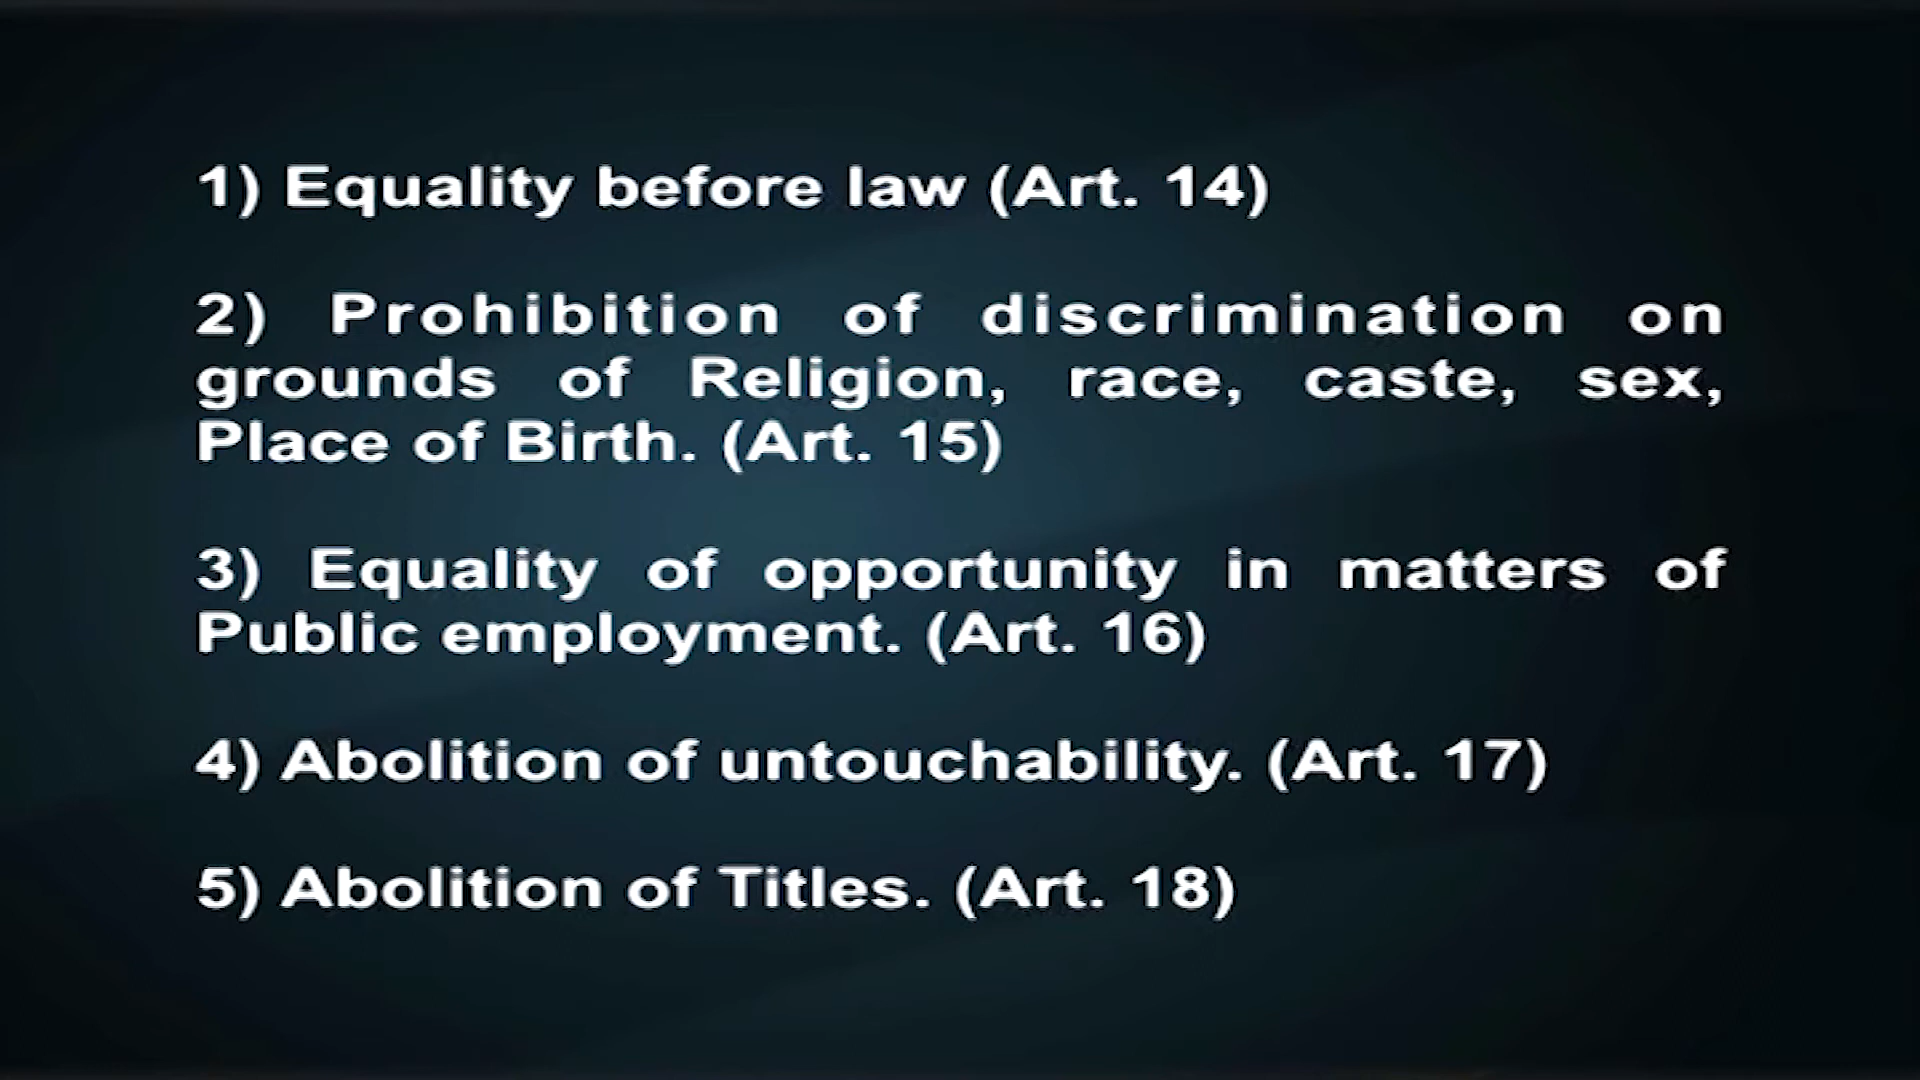 1) Equality before law (Art. 14)
2) Prohibition of discrimination on
grounds of Religion, race, caste, sex,
Place of Birth. (Art. 15)
3) Equality of opportunity in matters of
Public employment. (Art. 16)
4) Abolition of untouchability. (Art. 17)
5) Abolition of Titles. (Art. 18)